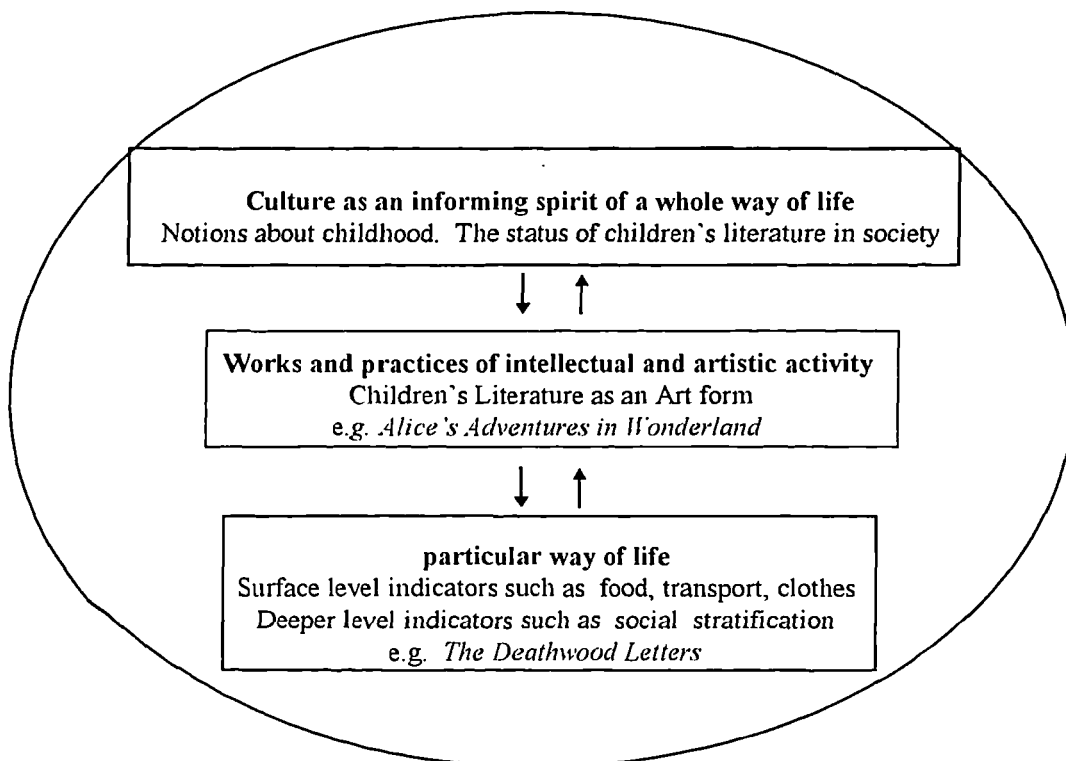 Culture as an informing spirit of a whole way of life
Notions about childhood. The status of children's literature in society
Works and practices of intellectual and artistic activity
Children's Literature as an Art form
e.g. Alice's Adventures in Wonderland
particular way of life
Surface level indicators such as food, transport, clothes
Deeper level indicators such as social stratification
e.g. The Deathwood Letters